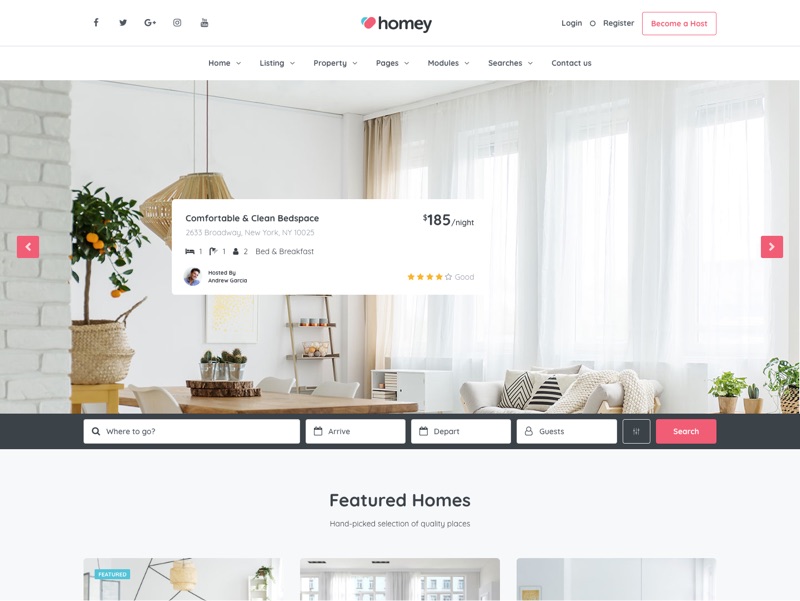 homey
Login Register Become a Host
Home Listing Property Pages Modules Searches Contact us
Comfortable & Clean Bedspace
$185/night
2633 Broadway, New York, NY 10025
1 1 2 Bed & Breakfast
Hosted By
Andrew Garcia
Good
Where to go? Arrive Depart Guests Search
Featured Homes
Hand-picked selection of quality places
FEATURED